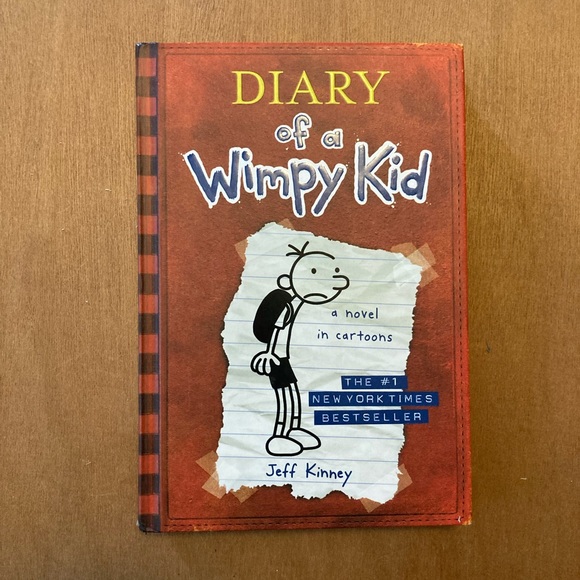 DIARY
of a
Wimpy Kid
a novel
in cartoons
THE #1
NEW YORK TIMES
BESTSELLER
Jeff Kinney